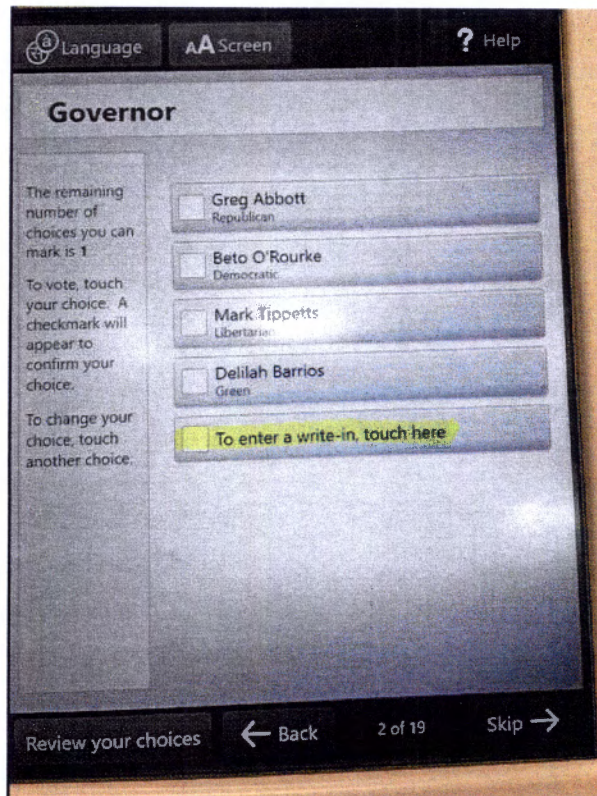 Language
AA Screen
? Help
Governor
The remaining
number of
choices you can
mark is 1
To vote, touch
your choice. A
checkmark will
appear to
confirm your
choice.
To change your
choice, touch
another choice.
Greg Abbott
Republican
Beto O'Rourke
Democratic
Mark Tippetts
Libertarian
Delilah Barrios
Green
To enter a write-in, touch here
Review your choices
← Back
2 of 19
Skip →